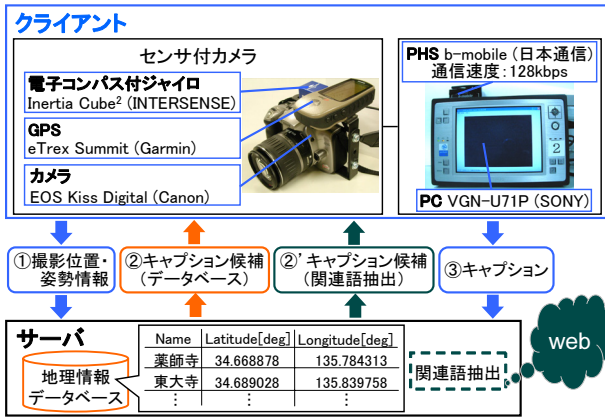 クライアント
センサ付カメラ
電子コンパス付ジャイロ
Inertia Cube² (INTERSENSE)
GPS
eTrex Summit (Garmin)
カメラ
EOS Kiss Digital (Canon)
PHS b-mobile (日本通信)
通信速度:128kbps
PC VGN-U71P (SONY)
①撮影位置・
姿勢情報
②キャプション候補
(データベース)
②' キャプション候補
(関連語抽出)
③キャプション
サーバ
地理情報
データベース
Name Latitude[deg] Longitude[deg]
薬師寺 34.668878 135.784313
東大寺 34.689028 135.839758
⋮ ⋮ ⋮
関連語抽出
web